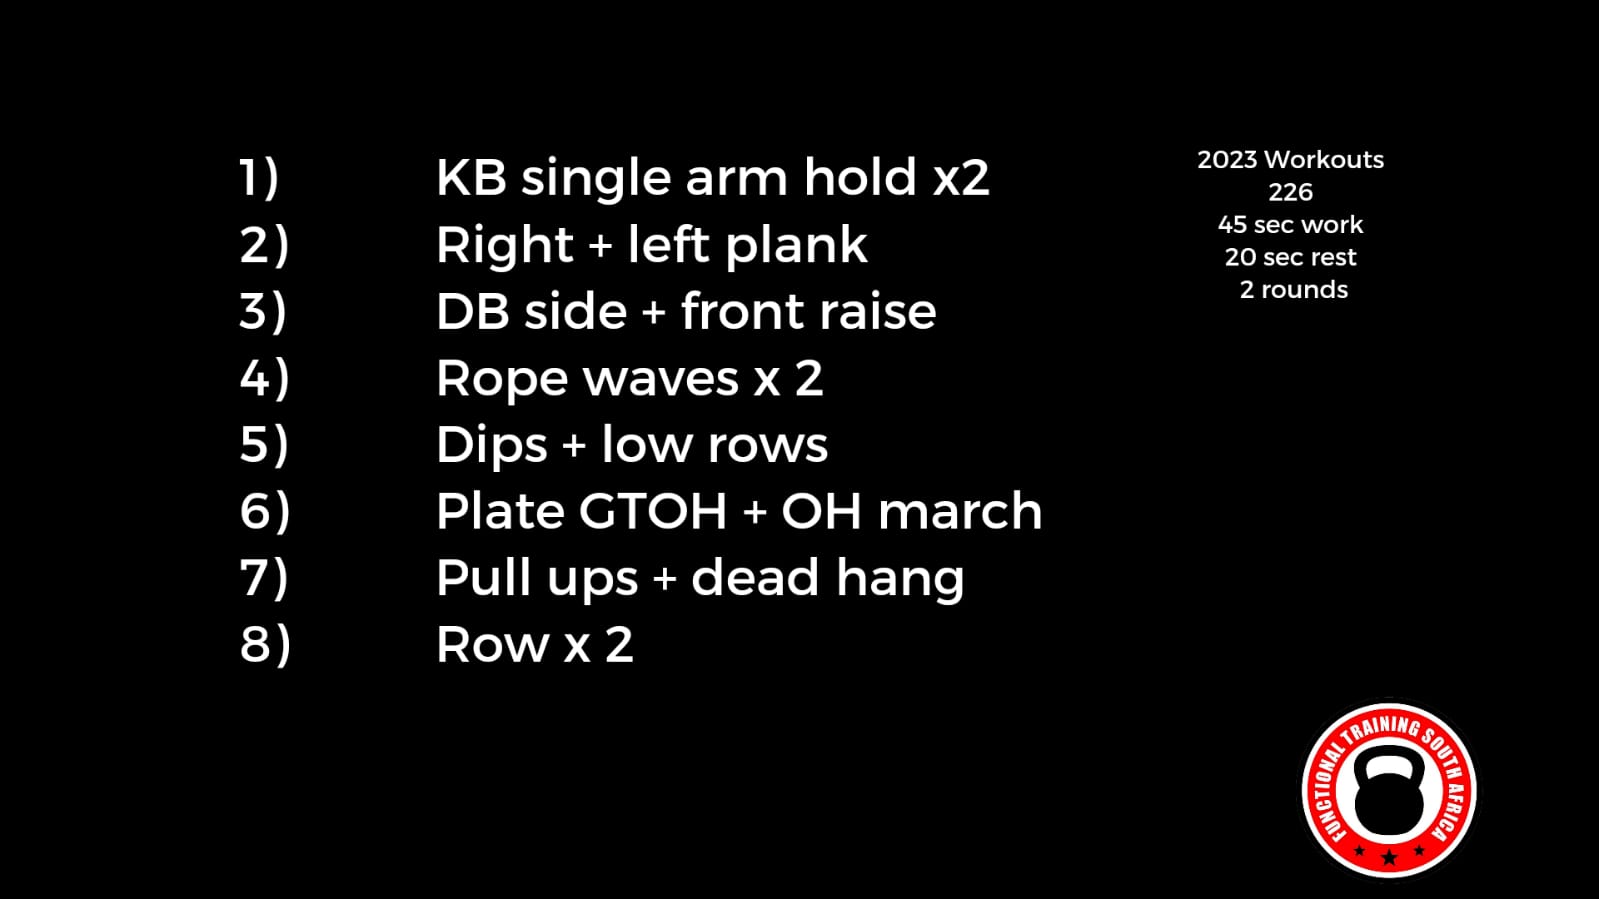 1) KB single arm hold x2
2) Right + left plank
3) DB side + front raise
4) Rope waves x 2
5) Dips + low rows
6) Plate GTOH + OH march
7) Pull ups + dead hang
8) Row x 2
2023 Workouts
226
45 sec work
20 sec rest
2 rounds
FUNCTIONAL TRAINING SOUTH AFRICA